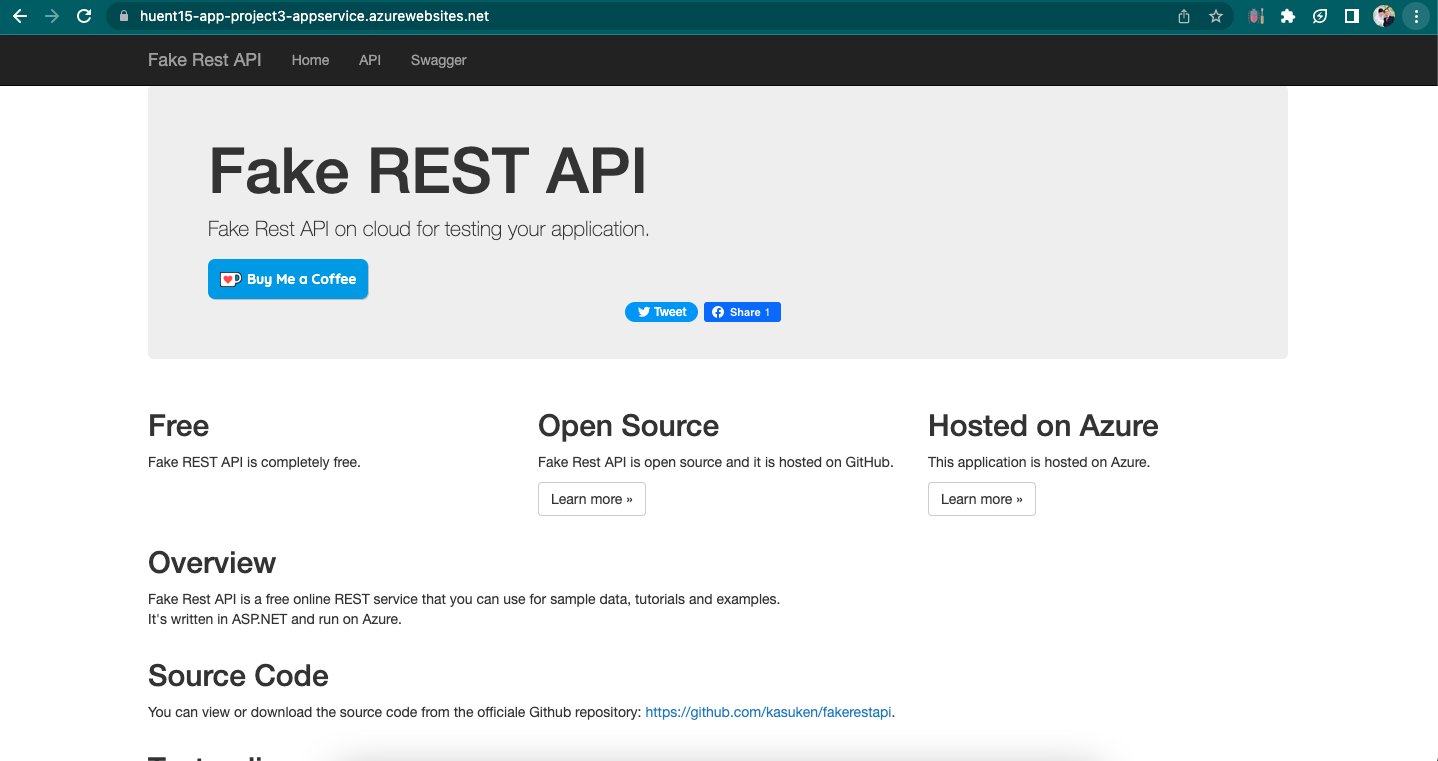 huent15-app-project3-appservice.azurewebsites.net
Fake Rest API Home API Swagger
Fake REST API
Fake Rest API on cloud for testing your application.
Buy Me a Coffee
Tweet Share 1
Free
Fake REST API is completely free.
Open Source
Fake Rest API is open source and it is hosted on GitHub.
Learn more »
Hosted on Azure
This application is hosted on Azure.
Learn more »
Overview
Fake Rest API is a free online REST service that you can use for sample data, tutorials and examples.
It's written in ASP.NET and run on Azure.
Source Code
You can view or download the source code from the officiale Github repository: https://github.com/kasuken/fakerestapi.